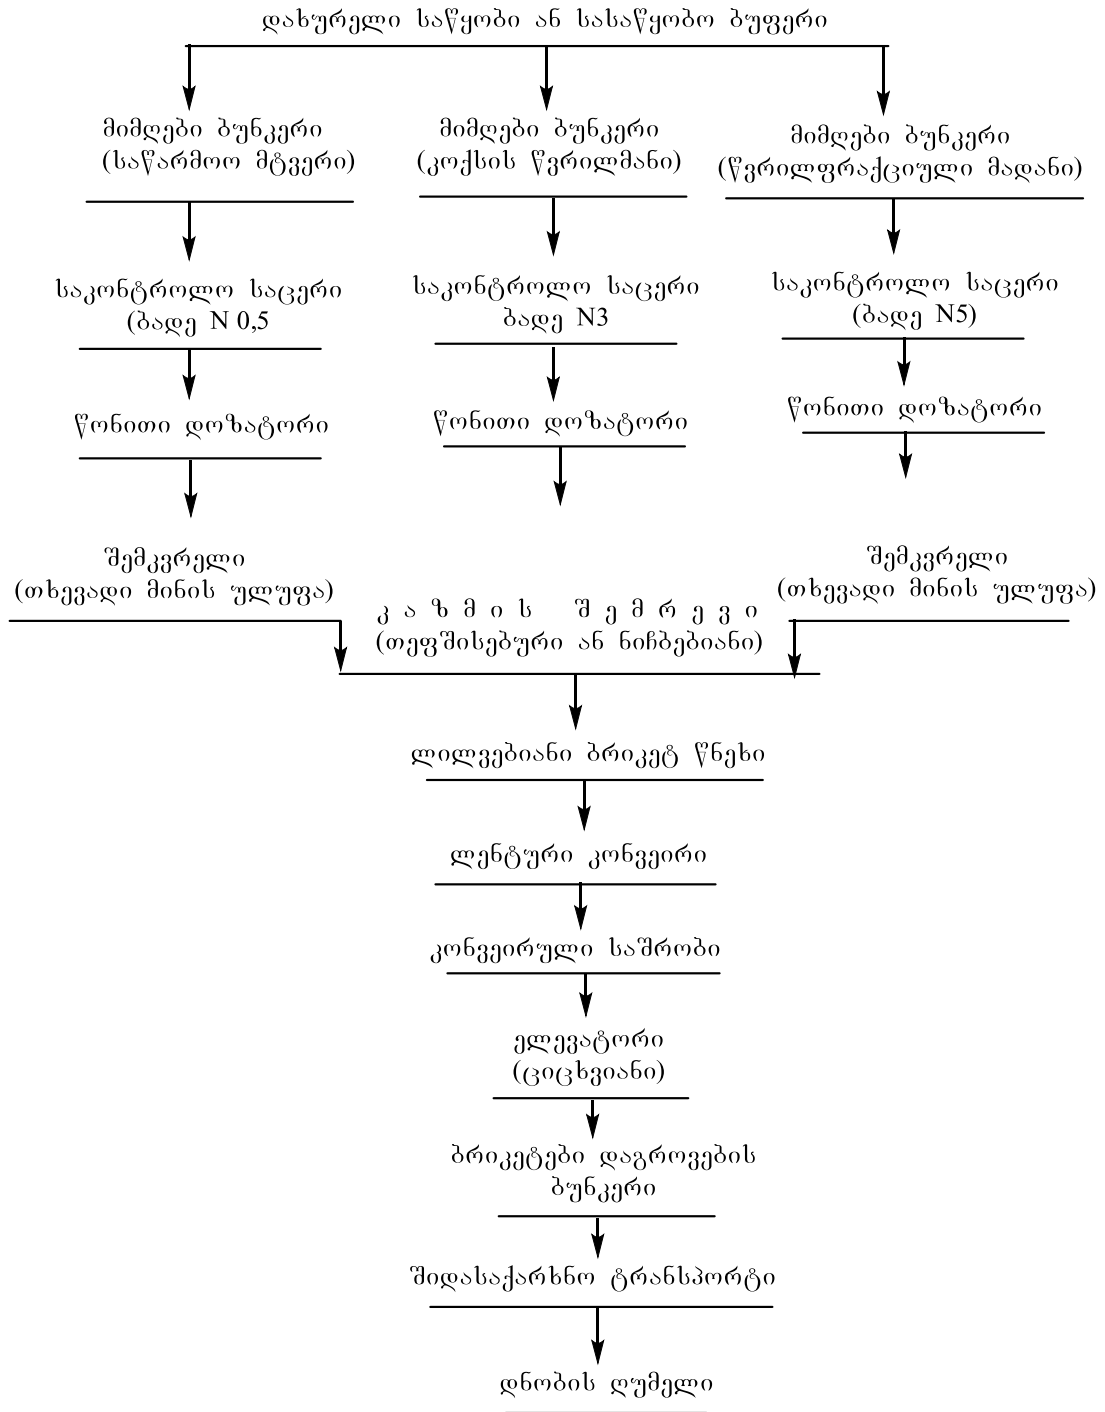 დახურელი საწყობი ან სასაწყობო ბუფერი
მიმღები ბუნკერი
(საწარმოო მტვერი)
მიმღები ბუნკერი
(კოქსის წვრილმანი)
მიმღები ბუნკერი
(წვრილფრაქციული მადანი)
საკონტროლო საცერი
(ბადე N 0,5
საკონტროლო საცერი
ბადე N3
საკონტროლო საცერი
(ბადე N5)
წონითი დოზატორი
წონითი დოზატორი
წონითი დოზატორი
შემკვრელი
(თხევადი მინის ულუფა)
შემკვრელი
(თხევადი მინის ულუფა)
კ ა ზ მ ი ს შ ე მ რ ე ვ ი
(თეფშისებური ან ნიჩბებიანი)
ლილვებიანი ბრიკეტ წნეხი
ლენტური კონვეირი
კონვეირული საშრობი
ელევატორი
(ციცხვიანი)
ბრიკეტები დაგროვების
ბუნკერი
შიდასაქარხნო ტრანსპორტი
დნობის ღუმელი